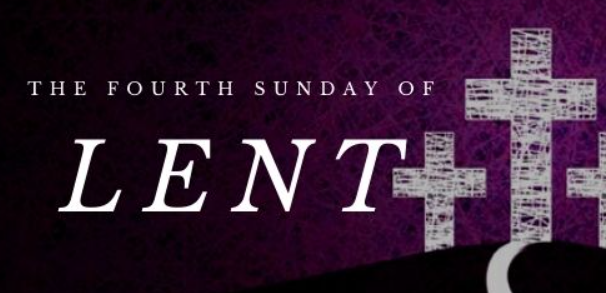 THE FOURTH SUNDAY OF
LENT